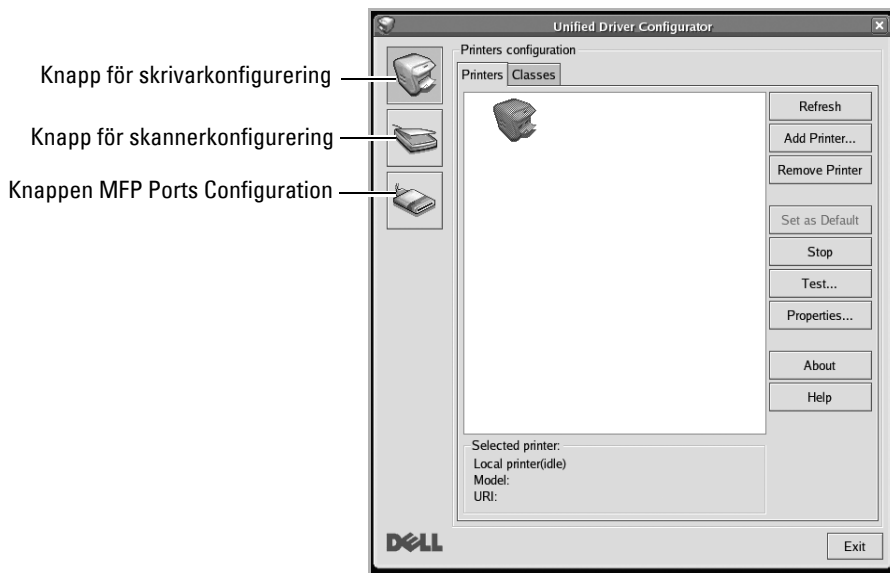 Unified Driver Configurator
Knapp för skrivarkonfigurering
Knapp för skannerkonfigurering
Knappen MFP Ports Configuration
Printers configuration
Printers Classes
Refresh
Add Printer...
Remove Printer
Set as Default
Stop
Test...
Properties...
About
Help
Selected printer:
Local printer(idle)
Model:
URI:
DELL
Exit